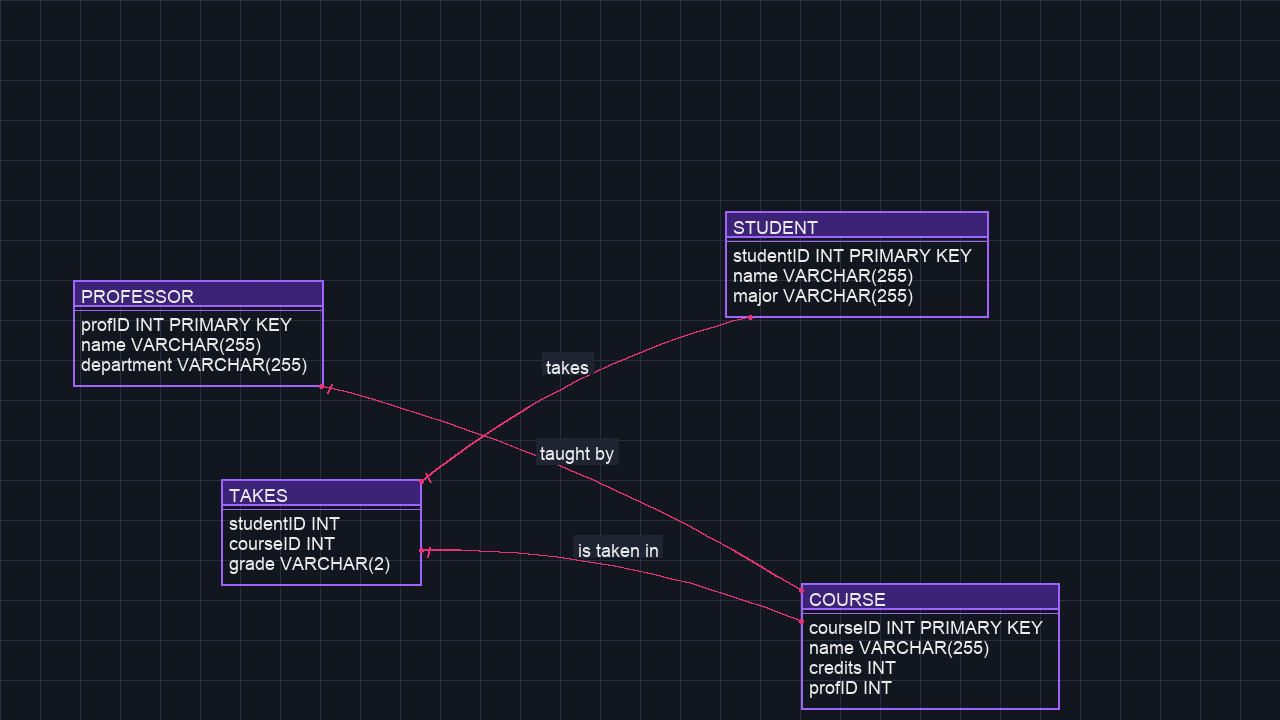 STUDENT
studentID INT PRIMARY KEY
name VARCHAR(255)
major VARCHAR(255)
PROFESSOR
profID INT PRIMARY KEY
name VARCHAR(255)
department VARCHAR(255)
takes
taught by
TAKES
studentID INT
courseID INT
grade VARCHAR(2)
is taken in
COURSE
courseID INT PRIMARY KEY
name VARCHAR(255)
credits INT
profID INT